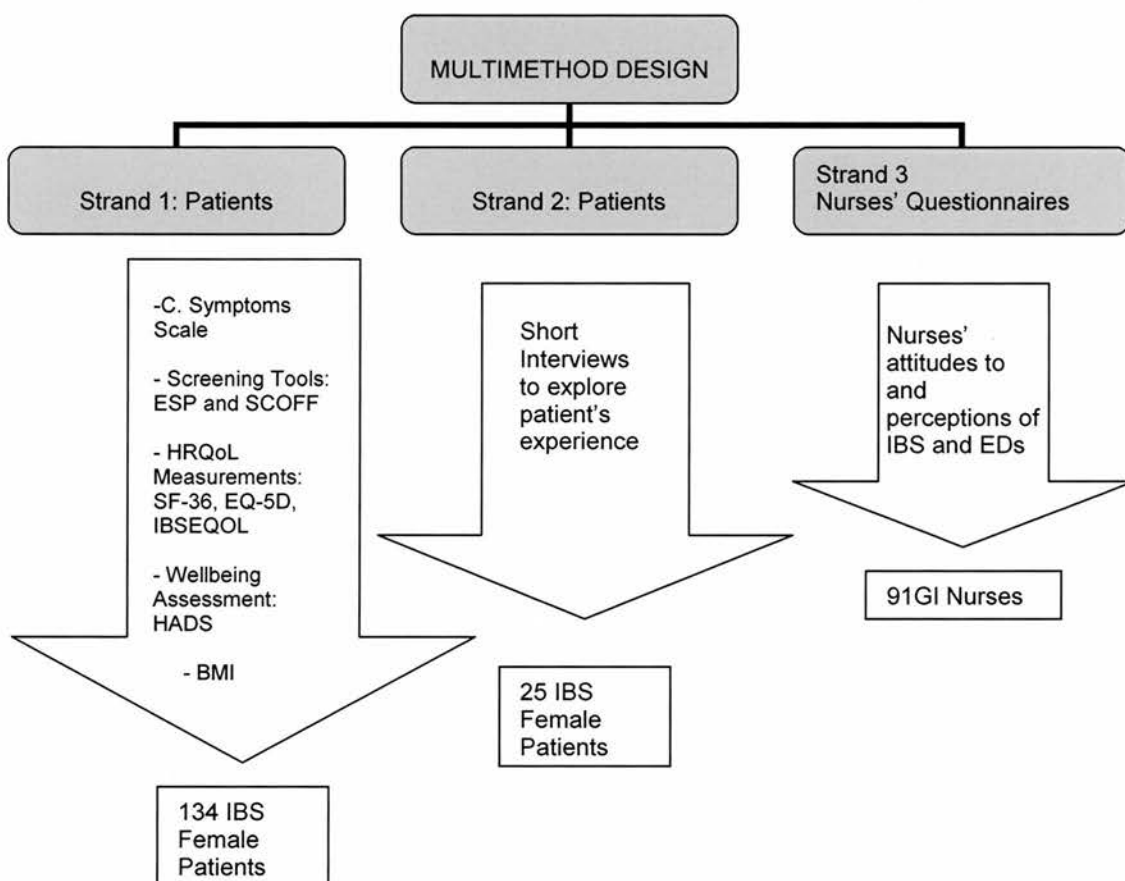 MULTIMETHOD DESIGN
Strand 1: Patients
Strand 2: Patients
Strand 3
Nurses’ Questionnaires
-C. Symptoms
Scale
- Screening Tools:
ESP and SCOFF
- HRQoL
Measurements:
SF-36, EQ-5D,
IBSEQOL
- Wellbeing
Assessment:
HADS
- BMI
134 IBS
Female
Patients
Short
Interviews
to explore
patient’s
experience
25 IBS
Female
Patients
Nurses’
attitudes to
and
perceptions of
IBS and EDs
91GI Nurses